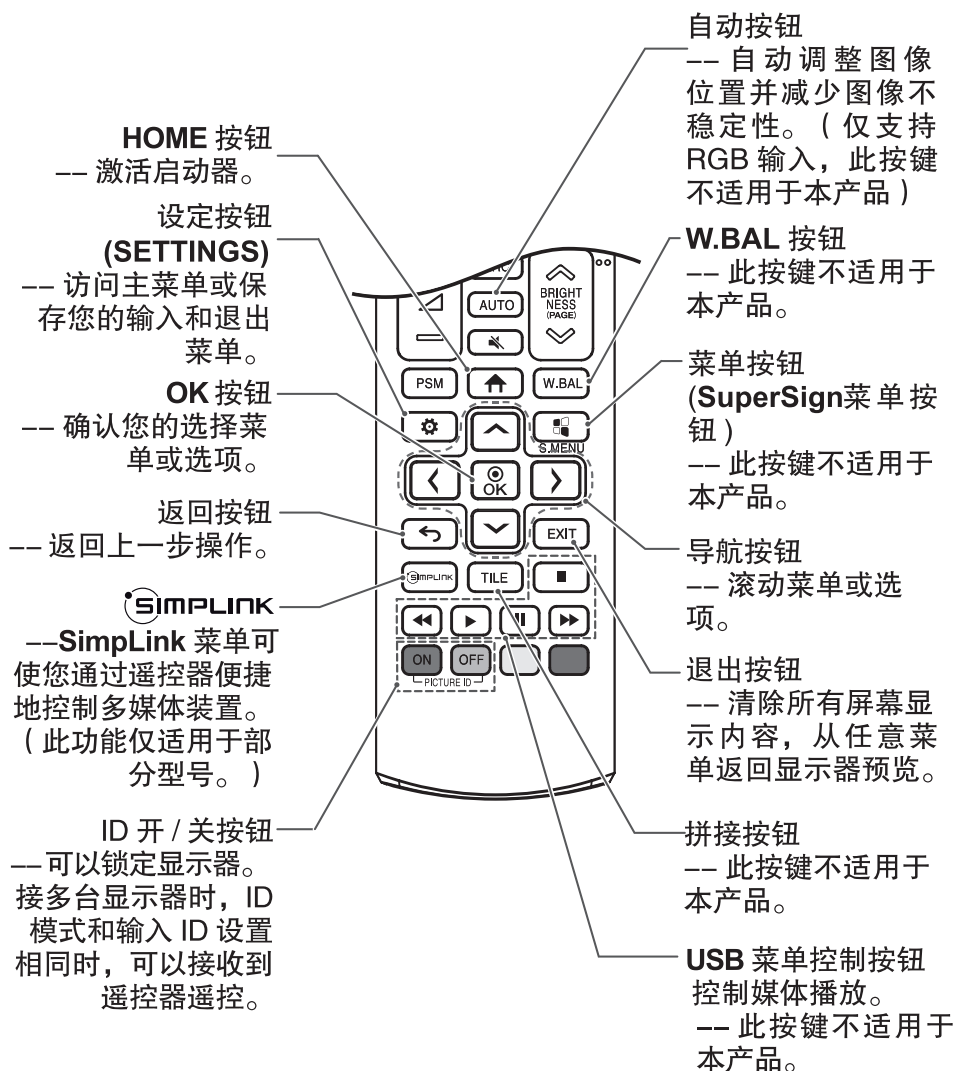 HOME 按钮
–– 激活启动器。
设定按钮
(SETTINGS)
–– 访问主菜单或保
存您的输入和退出
菜单。
OK 按钮
–– 确认您的选择菜
单或选项。
返回按钮
–– 返回上一步操作。
SIMPLINK
––SimpLink 菜单可
使您通过遥控器便捷
地控制多媒体装置。
（此功能仅适用于部
分型号。）
ID 开 / 关按钮
–– 可以锁定显示器。
接多台显示器时，ID
模式和输入 ID 设置
相同时，可以接收到
遥控器遥控。
AUTO
BRIGHT
NESS
(PAGE)
PSM
W.BAL
S.MENU
OK
EXIT
SIMPLINK
TILE
ON
OFF
PICTURE ID
自动按钮
–– 自动调整图像
位置并减少图像不
稳定性。（仅支持
RGB 输入，此按键
不适用于本产品）
W.BAL 按钮
–– 此按键不适用于
本产品。
菜单按钮
(SuperSign菜单按
钮）
–– 此按键不适用于
本产品。
导航按钮
–– 滚动菜单或选
项。
退出按钮
–– 清除所有屏幕显
示内容，从任意菜
单返回显示器预览。
拼接按钮
–– 此按键不适用于
本产品。
USB 菜单控制按钮
控制媒体播放。
–– 此按键不适用于
本产品。